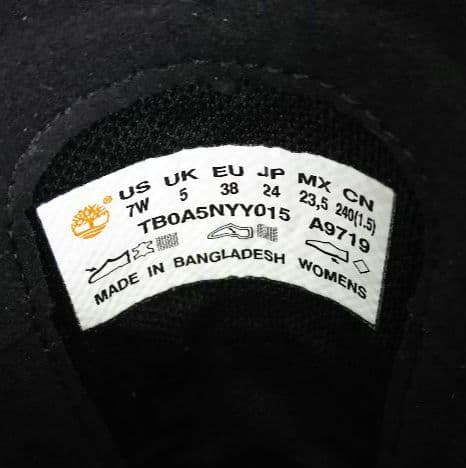 US UK EU JP MX CN
7W 5 38 24 23,5 240(1.5)
TB0A5NYY015 A9719
MADE IN BANGLADESH WOMENS
®